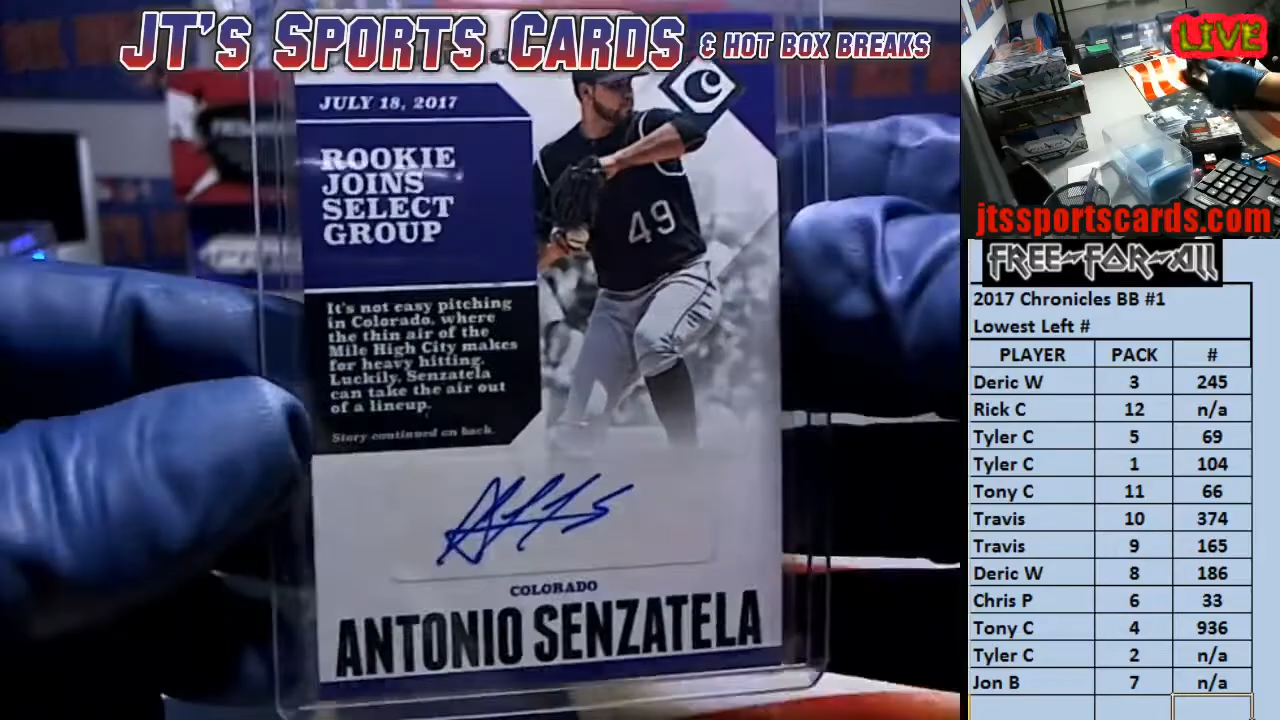 JT's Sports Cards & Hot Box Breaks
LIVE
jtssportscards.com
JULY 18, 2017
ROOKIE
JOINS
SELECT
GROUP
C
49
It's not easy pitching
in Colorado, where
the thin air of the
Mile High City makes
for heavy hitting.
Luckily, Senzatela
can take the air out
of a lineup.
Story continued on back.
COLORADO
ANTONIO SENZATELA
FREE-FOR-All
2017 Chronicles BB #1
Lowest Left #
PLAYER PACK #
Deric W 3 245
Rick C 12 n/a
Tyler C 5 69
Tyler C 1 104
Tony C 11 66
Travis 10 374
Travis 9 165
Deric W 8 186
Chris P 6 33
Tony C 4 936
Tyler C 2 n/a
Jon B 7 n/a